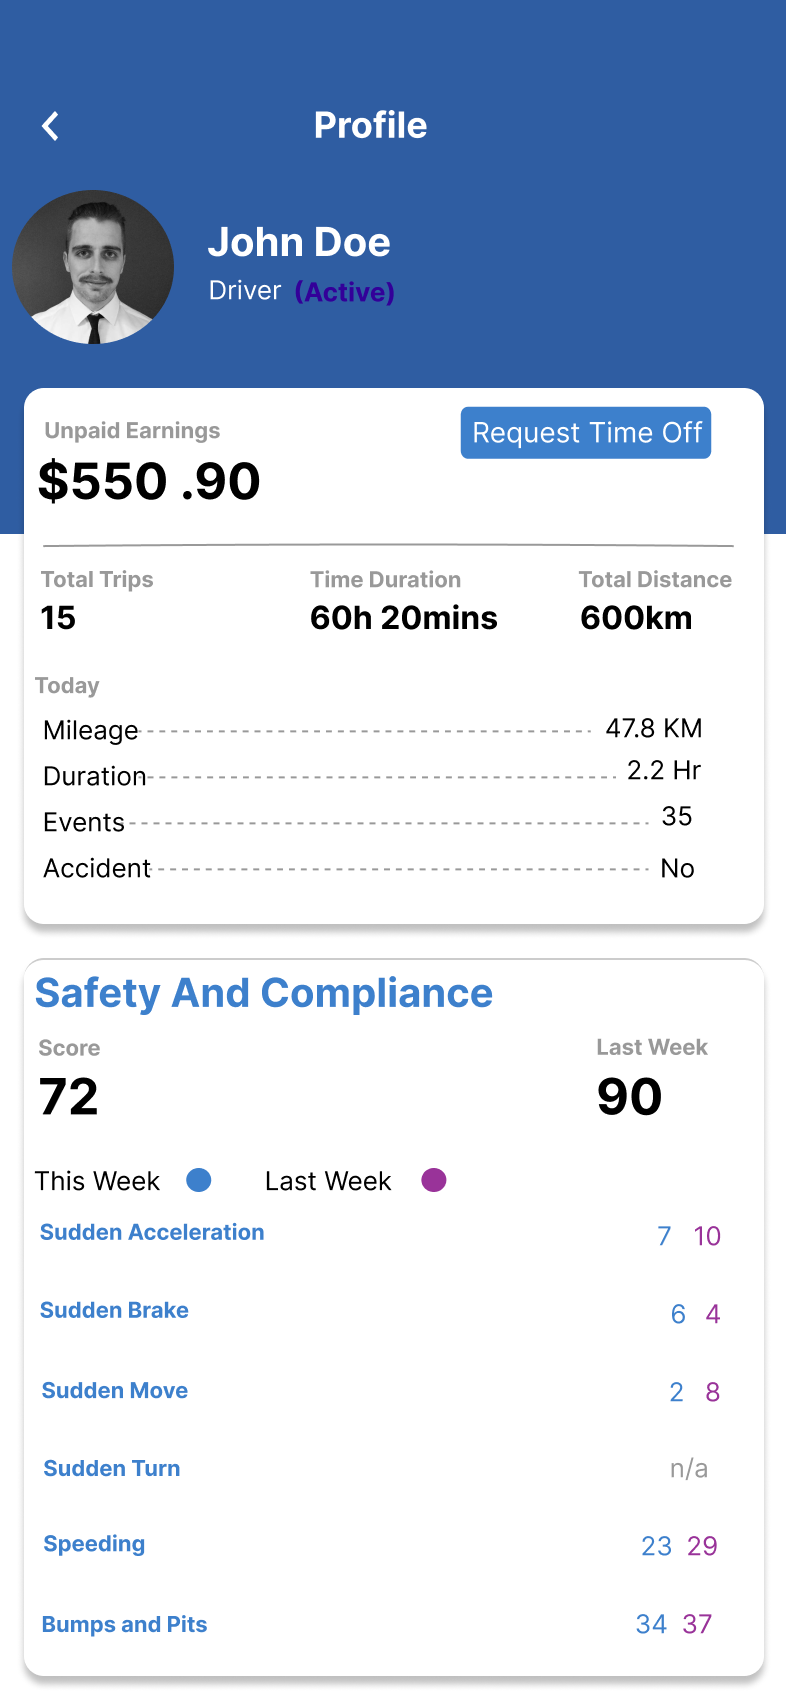 Profile
John Doe
Driver (Active)
Unpaid Earnings
Request Time Off
$550 .90
Total Trips Time Duration Total Distance
15 60h 20mins 600km
Today
Mileage 47.8 KM
Duration 2.2 Hr
Events 35
Accident No
Safety And Compliance
Score Last Week
72 90
This Week Last Week
Sudden Acceleration 7 10
Sudden Brake 6 4
Sudden Move 2 8
Sudden Turn n/a
Speeding 23 29
Bumps and Pits 34 37